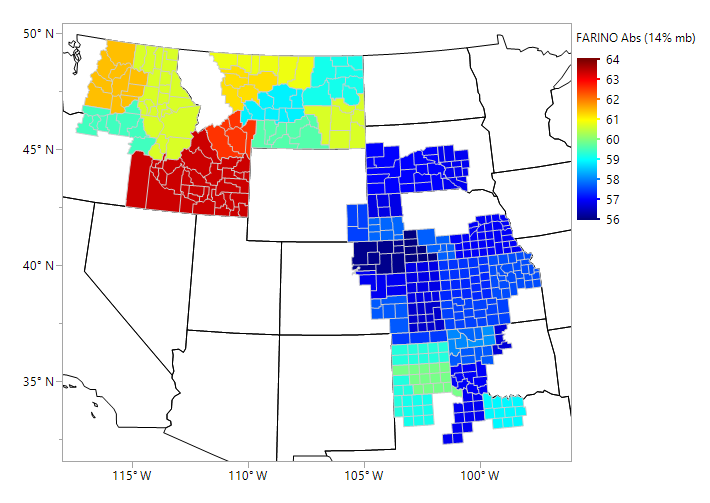 50° N
45° N
40° N
35° N
115° W
110° W
105° W
100° W
FARINO Abs (14% mb)
64
63
62
61
60
59
58
57
56